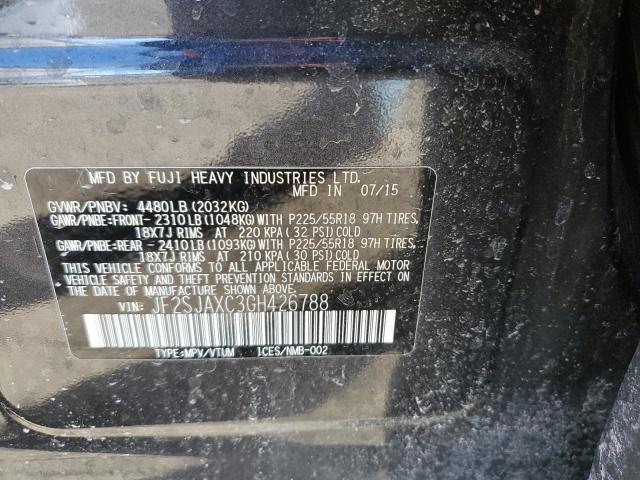 MFD BY FUJI HEAVY INDUSTRIES LTD.
MFD IN 07/15
GVWR/PNBV: 4480LB(2032KG)
GAWR/PNBE:FRONT- 2310LB(1048KG)WITH P225/55R18 97H TIRES,
18X7J RIMS AT 220 KPA(32 PSI)COLD
GAWR/PNBE:REAR -2410LB(1093KG)WITH P225/55R18 97H TIRES,
18X7J RIMS AT 210 KPA(30 PSI)COLD
THIS VEHICLE CONFORMS TO ALL APPLICABLE FEDERAL MOTOR
VEHICLE SAFETY AND THEFT PREVENTION STANDARDS IN EFFECT
ON THE DATE OF MANUFACTURE SHOWN ABOVE.
VIN: JF2SJAXC3GH426788
TYPE:MPV/VTUM ICES/NMB-002